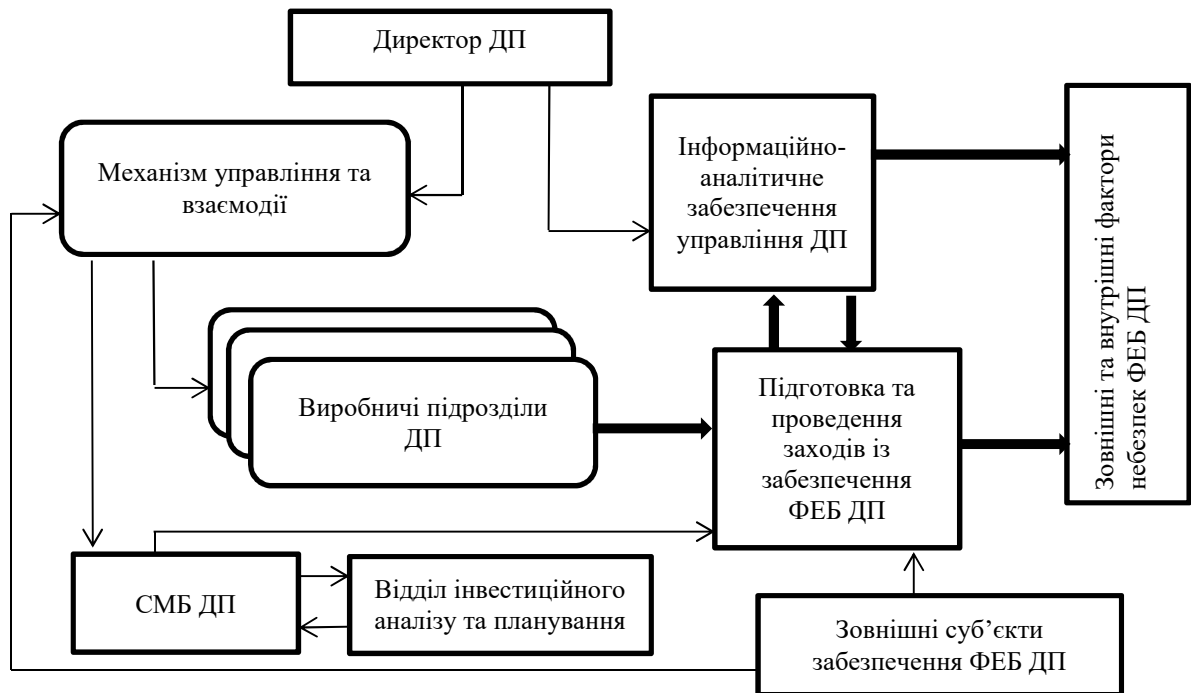 Директор ДП
Механізм управління та
взаємодії
Інформаційно-
аналітичне
забезпечення
управління ДП
Зовнішні та внутрішні фактори
небезпек ФЕБ ДП
Виробничі підрозділи
ДП
Підготовка та
проведення
заходів із
забезпечення
ФЕБ ДП
СМБ ДП
Відділ інвестиційного
аналізу та планування
Зовнішні суб’єкти
забезпечення ФЕБ ДП